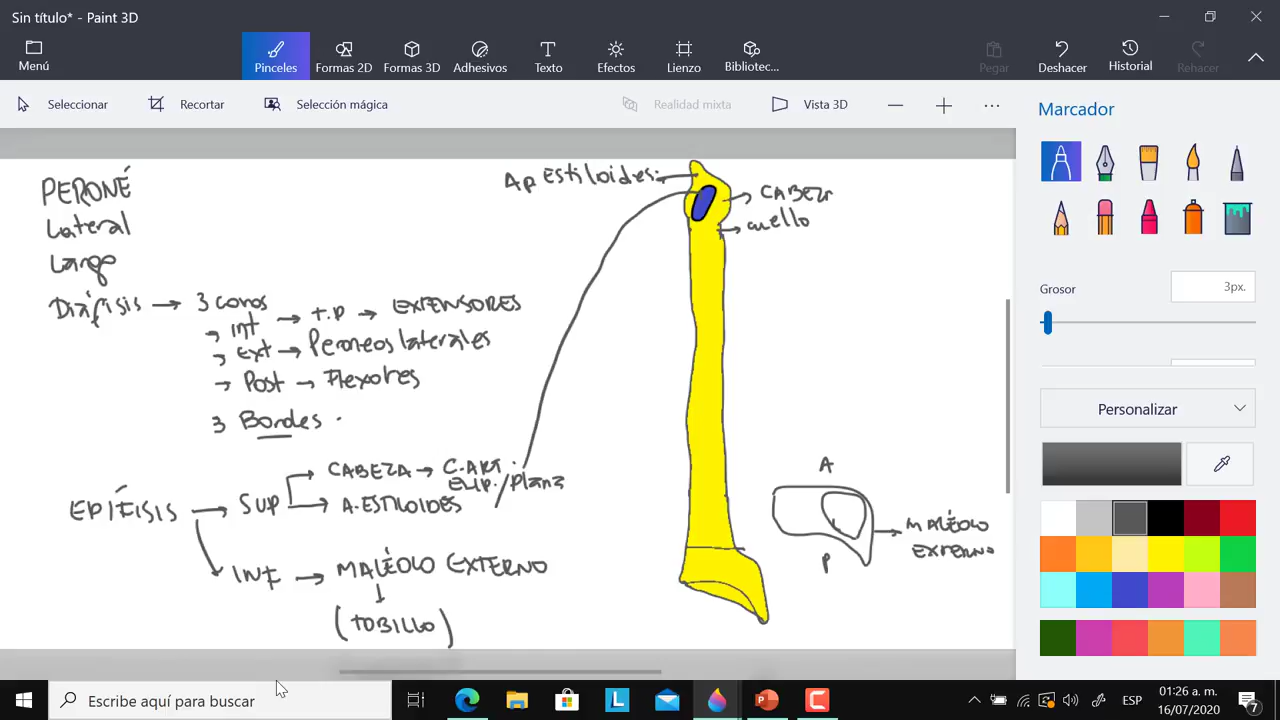 Sin título* - Paint 3D
Menú
Pinceles
Formas 2D
Formas 3D
Adhesivos
Texto
Efectos
Lienzo
Bibliotec...
Pegar
Deshacer
Historial
Rehacer
Seleccionar
Recortar
Selección mágica
Realidad mixta
Vista 3D
Marcador
Grosor
3px.
Personalizar
PERONÉ
Lateral
Largo
Diáfisis → 3 caras
→ Int → T.P → EXTENSORES
→ Ext → Peroneos laterales
→ Post → Flexores
3 Bordes
EPÍFISIS → SUP → CABEZA → C.ART.
ELIP./Plana
→ A.ESTILOIDES
INF → MALÉOLO EXTERNO
(TOBILLO)
Ap Estiloides
→ CABEZA
→ cuello
A
P
MALÉOLO
EXTERNO
Escribe aquí para buscar
ESP
01:26 a. m.
16/07/2020
7